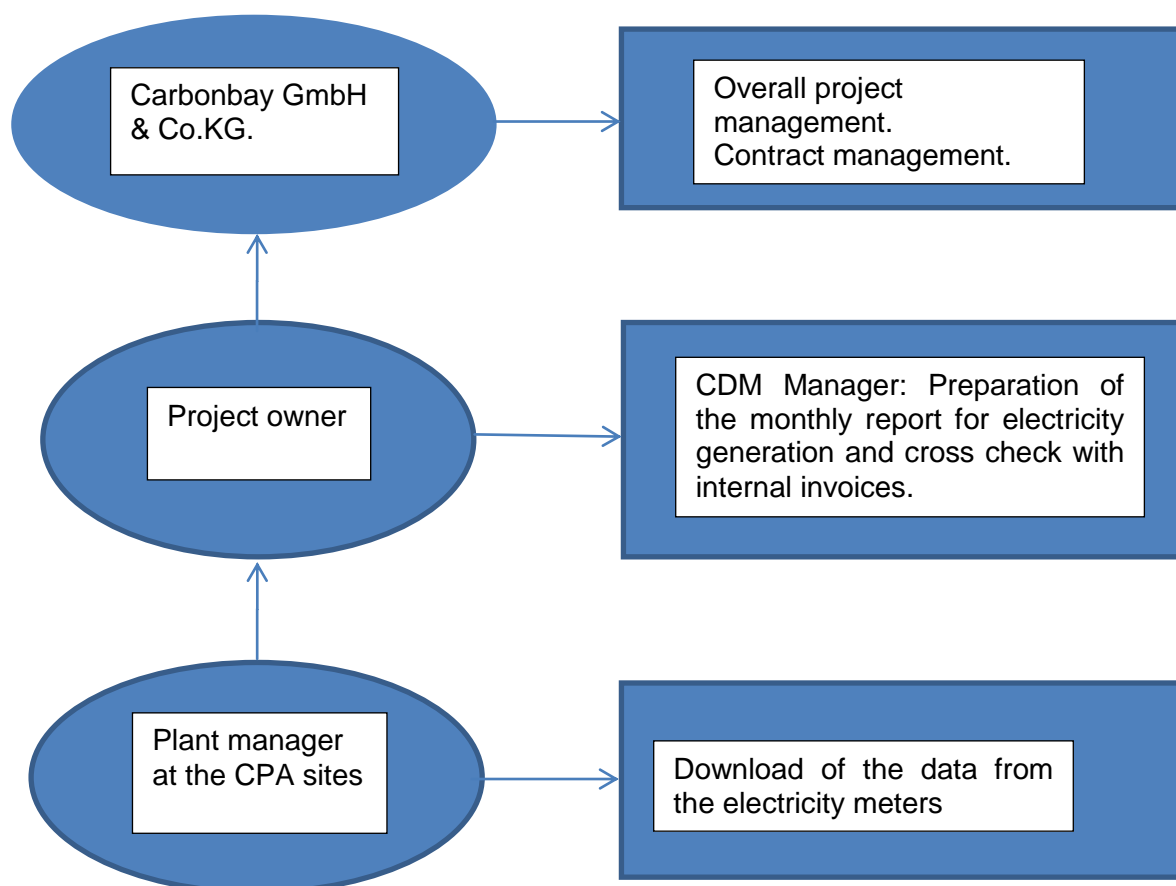 Carbonbay GmbH
& Co.KG.
Overall project
management.
Contract management.
Project owner
CDM Manager: Preparation of
the monthly report for electricity
generation and cross check with
internal invoices.
Plant manager
at the CPA sites
Download of the data from
the electricity meters